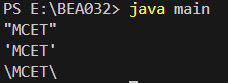 PS E:\BEA032> java main
"MCET"
'MCET'
\MCET\